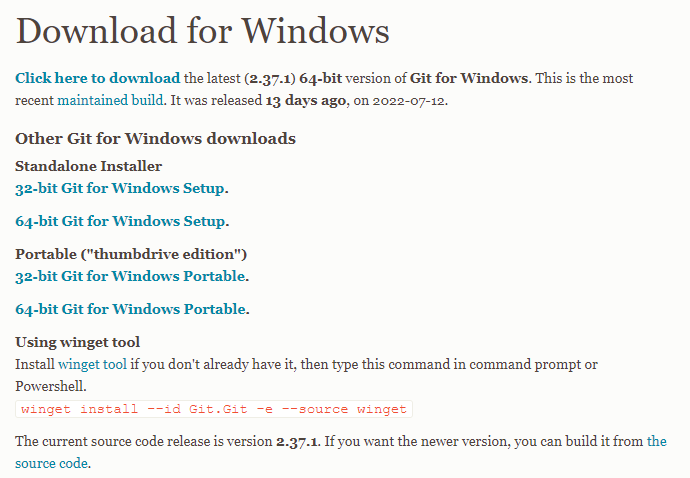 Download for Windows
Click here to download the latest (2.37.1) 64-bit version of Git for Windows. This is the most
recent maintained build. It was released 13 days ago, on 2022-07-12.
Other Git for Windows downloads
Standalone Installer
32-bit Git for Windows Setup.
64-bit Git for Windows Setup.
Portable ("thumbdrive edition")
32-bit Git for Windows Portable.
64-bit Git for Windows Portable.
Using winget tool
Install winget tool if you don't already have it, then type this command in command prompt or
Powershell.
winget install --id Git.Git -e --source winget
The current source code release is version 2.37.1. If you want the newer version, you can build it from the
source code.